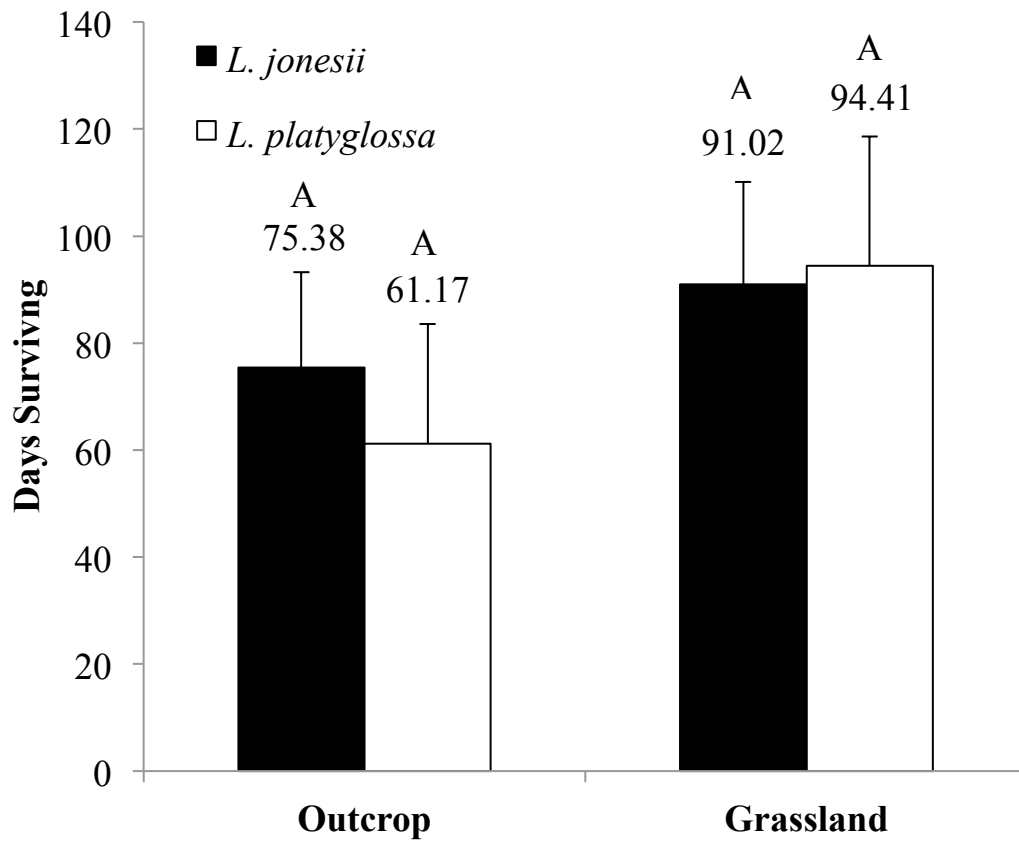 140
120
100
80
60
40
20
0
Days Survivng
L. jonesii
L. platyglossa
A
75.38
A
61.17
A
91.02
A
94.41
Outcrop
Grassland